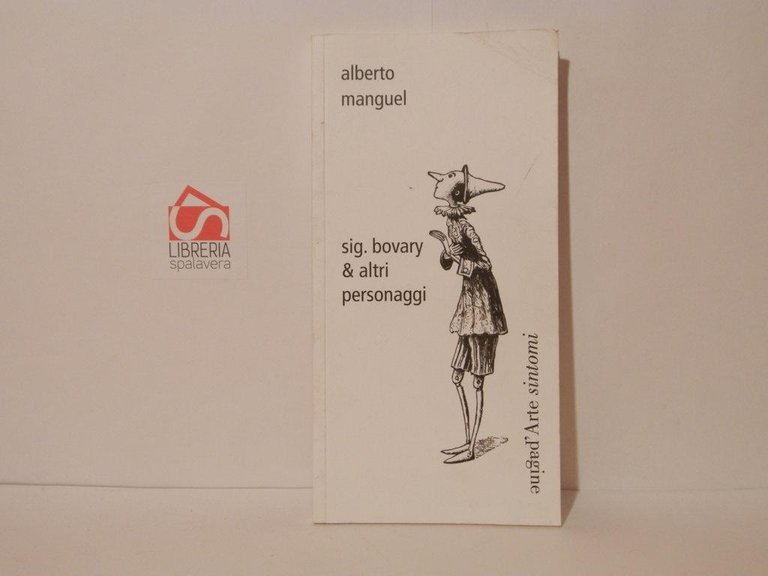 alberto
manguel
sig. bovary
& altri
personaggi
pagine d'Arte sintomi
LIBRERIA
spalavera